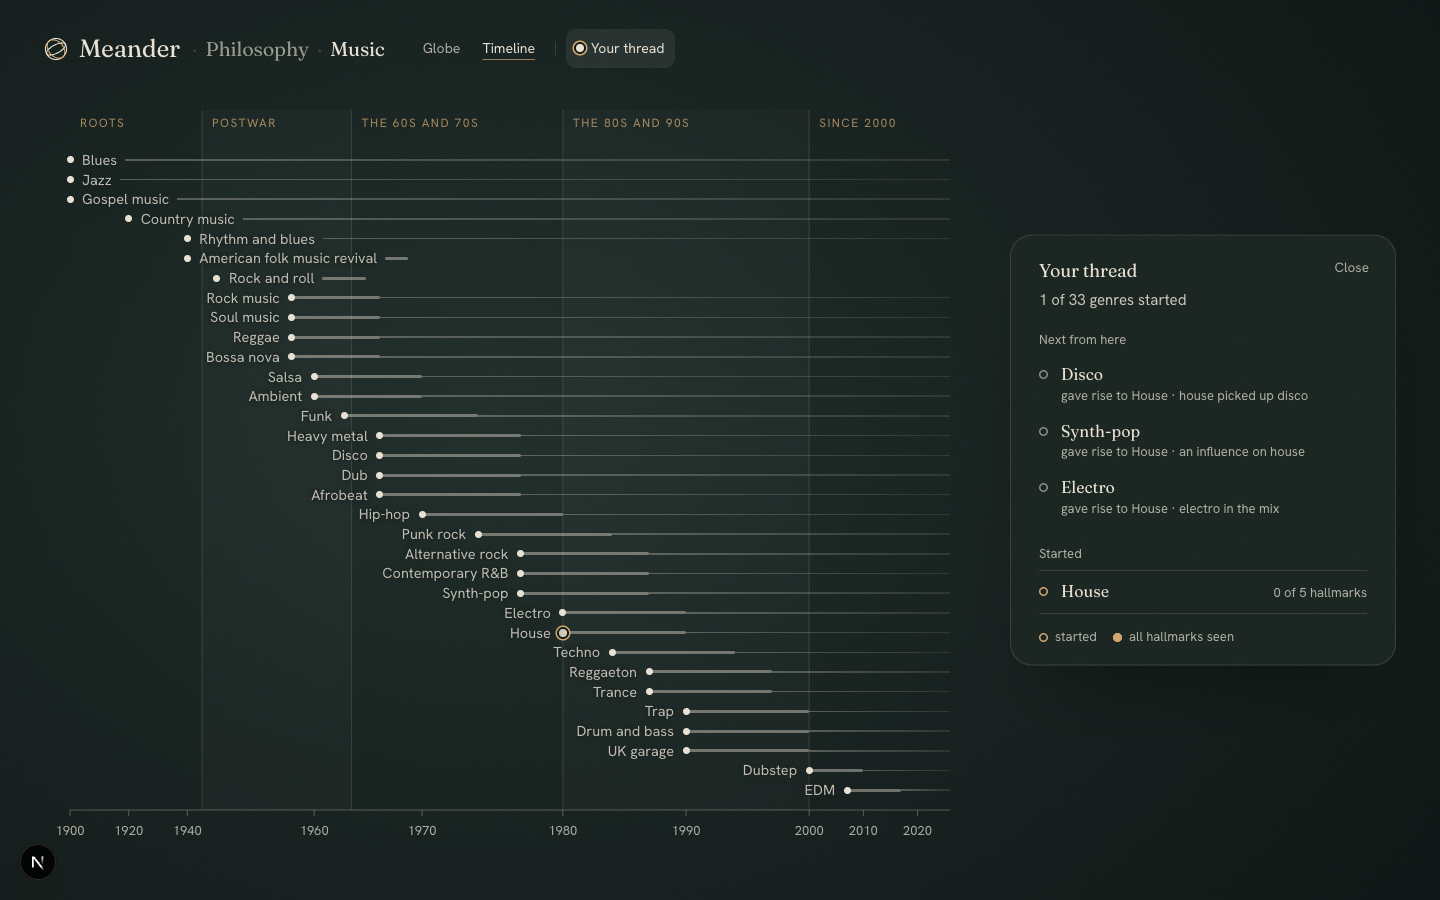 Meander · Philosophy · Music Globe Timeline Your thread
ROOTS POSTWAR THE 60S AND 70S THE 80S AND 90S SINCE 2000
Blues
Jazz
Gospel music
Country music
Rhythm and blues
American folk music revival
Rock and roll
Rock music
Soul music
Reggae
Bossa nova
Salsa
Ambient
Funk
Heavy metal
Disco
Dub
Afrobeat
Hip-hop
Punk rock
Alternative rock
Contemporary R&B
Synth-pop
Electro
House
Techno
Reggaeton
Trance
Trap
Drum and bass
UK garage
Dubstep
EDM
1900 1920 1940 1960 1970 1980 1990 2000 2010 2020
N
Your thread Close
1 of 33 genres started
Next from here
Disco
gave rise to House · house picked up disco
Synth-pop
gave rise to House · an influence on house
Electro
gave rise to House · electro in the mix
Started
House 0 of 5 hallmarks
started all hallmarks seen